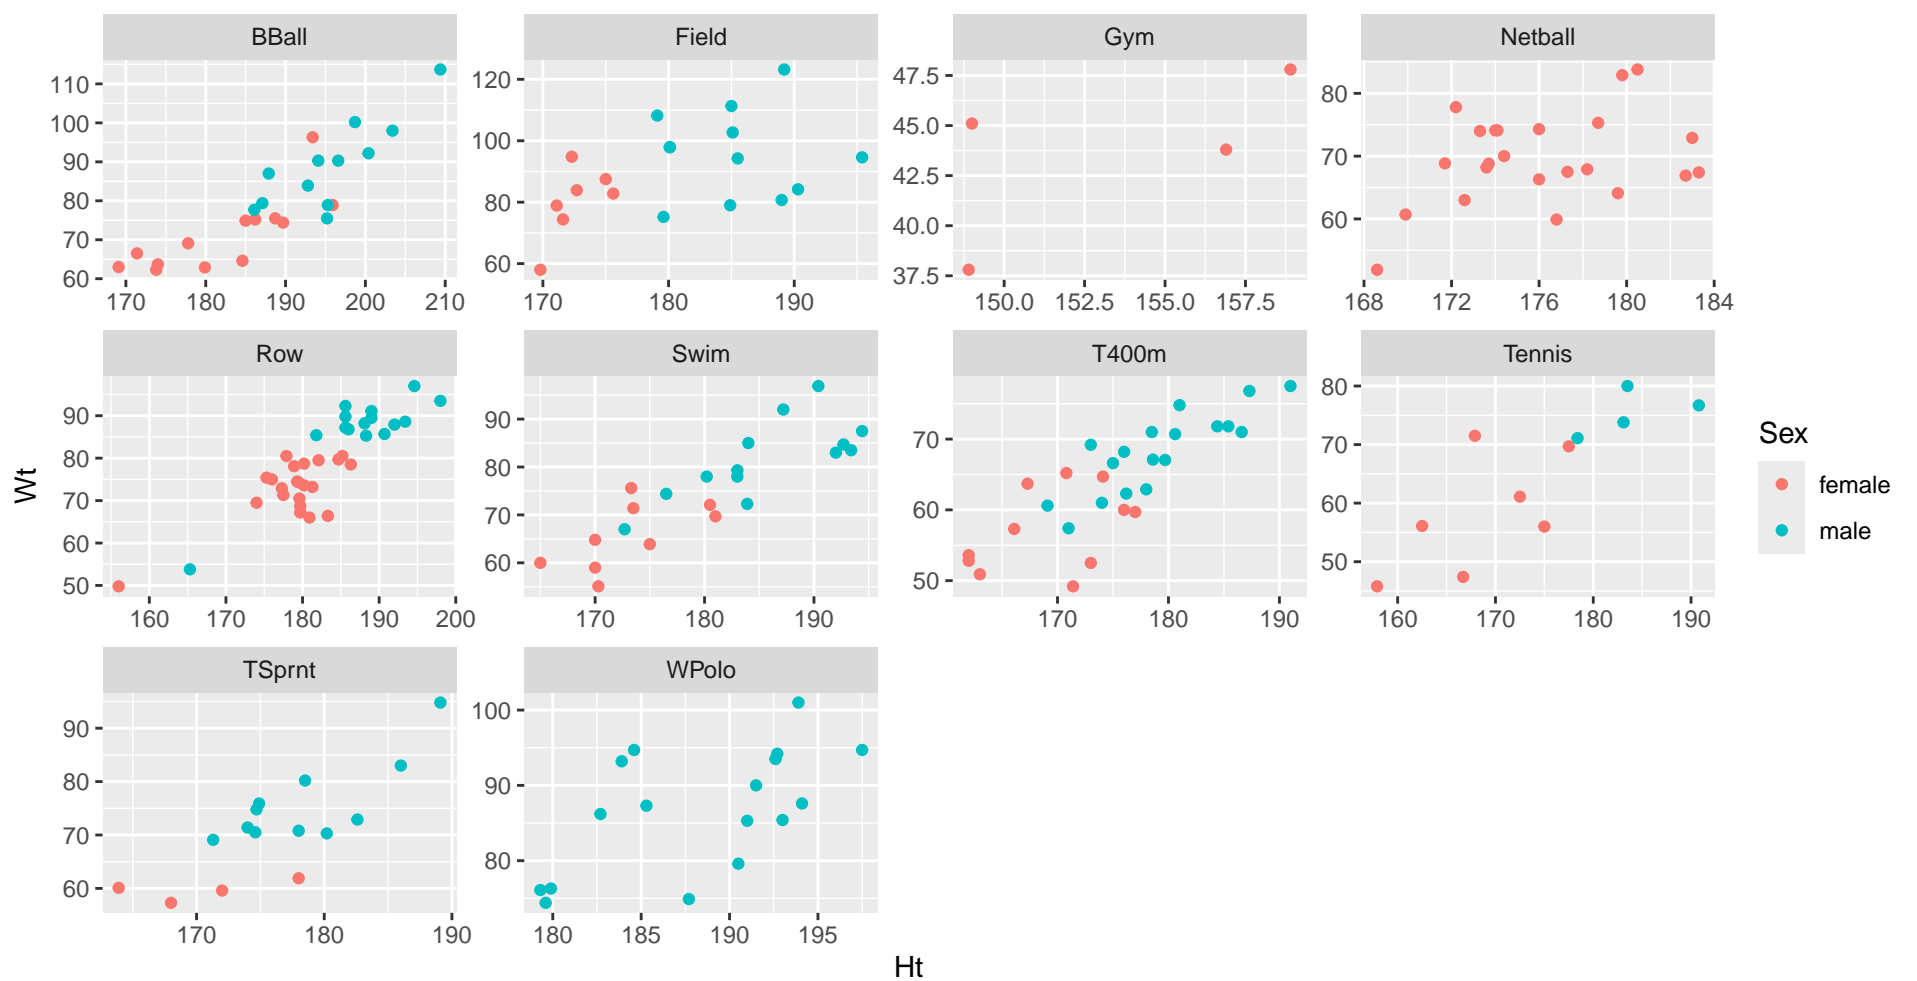 BBall Field Gym Netball
110
100
90
80
70
60
170 180 190 200 210
120
100
80
60
170 180 190
47.5
45.0
42.5
40.0
37.5
150.0 152.5 155.0 157.5
80
70
60
168 172 176 180 184
Row Swim T400m Tennis
90
80
70
60
50
160 170 180 190 200
90
80
70
60
170 180 190
70
60
50
170 180 190
80
70
60
50
160 170 180 190
TSprnt WPolo
90
80
70
60
170 180 190
100
90
80
180 185 190 195
Wt
Ht
Sex
female
male